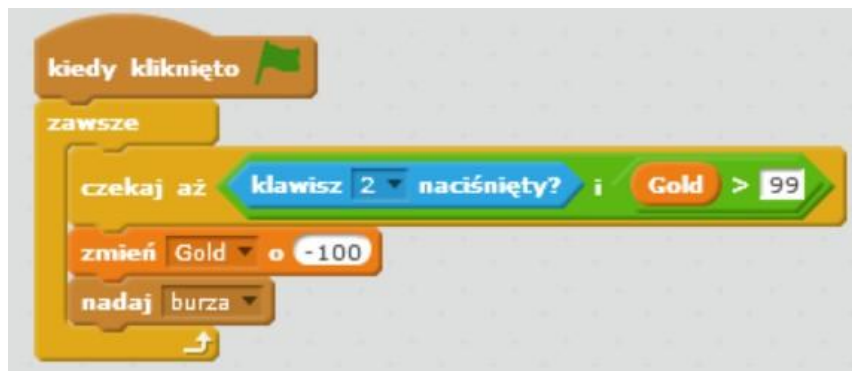 kiedy kliknięto
zawsze
czekaj aż klawisz 2 naciśnięty? i Gold > 99
zmień Gold o -100
nadaj burza